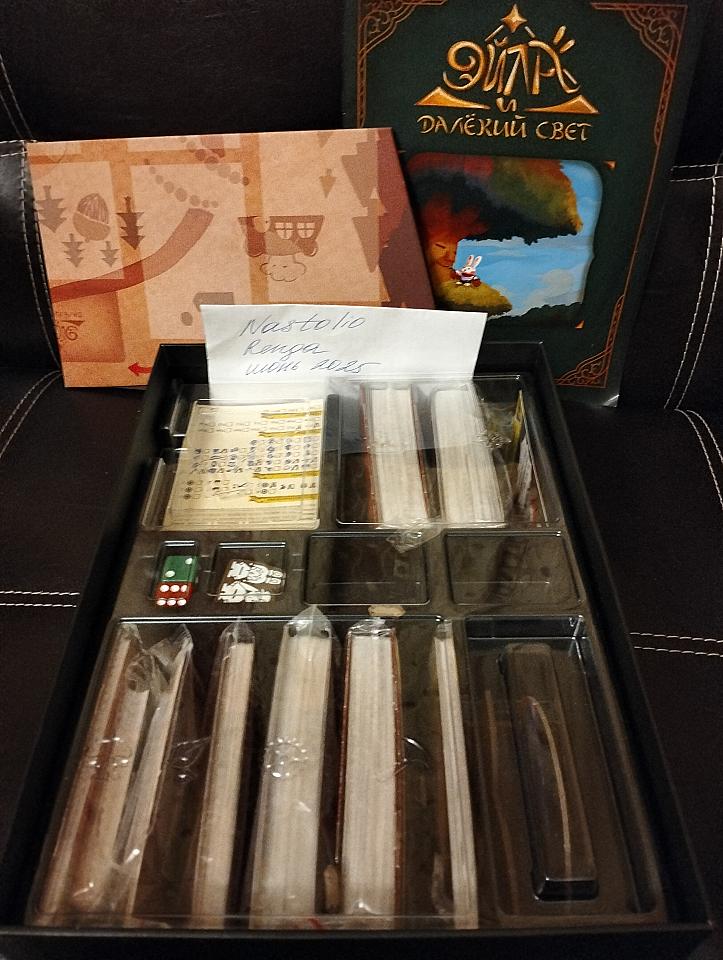 ЭЙЛА
И
ДАЛЁКИЙ СВЕТ
Nastolio
Renga
июнь 2025